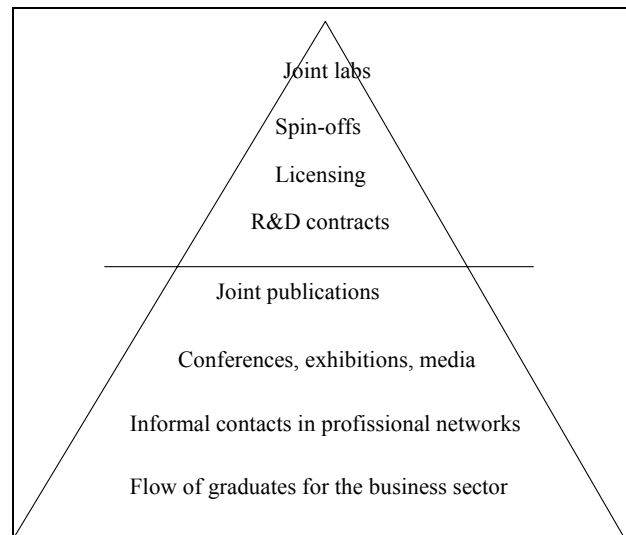 Joint labs
Spin-offs
Licensing
R&D contracts
Joint publications
Conferences, exhibitions, media
Informal contacts in profissional networks
Flow of graduates for the business sector